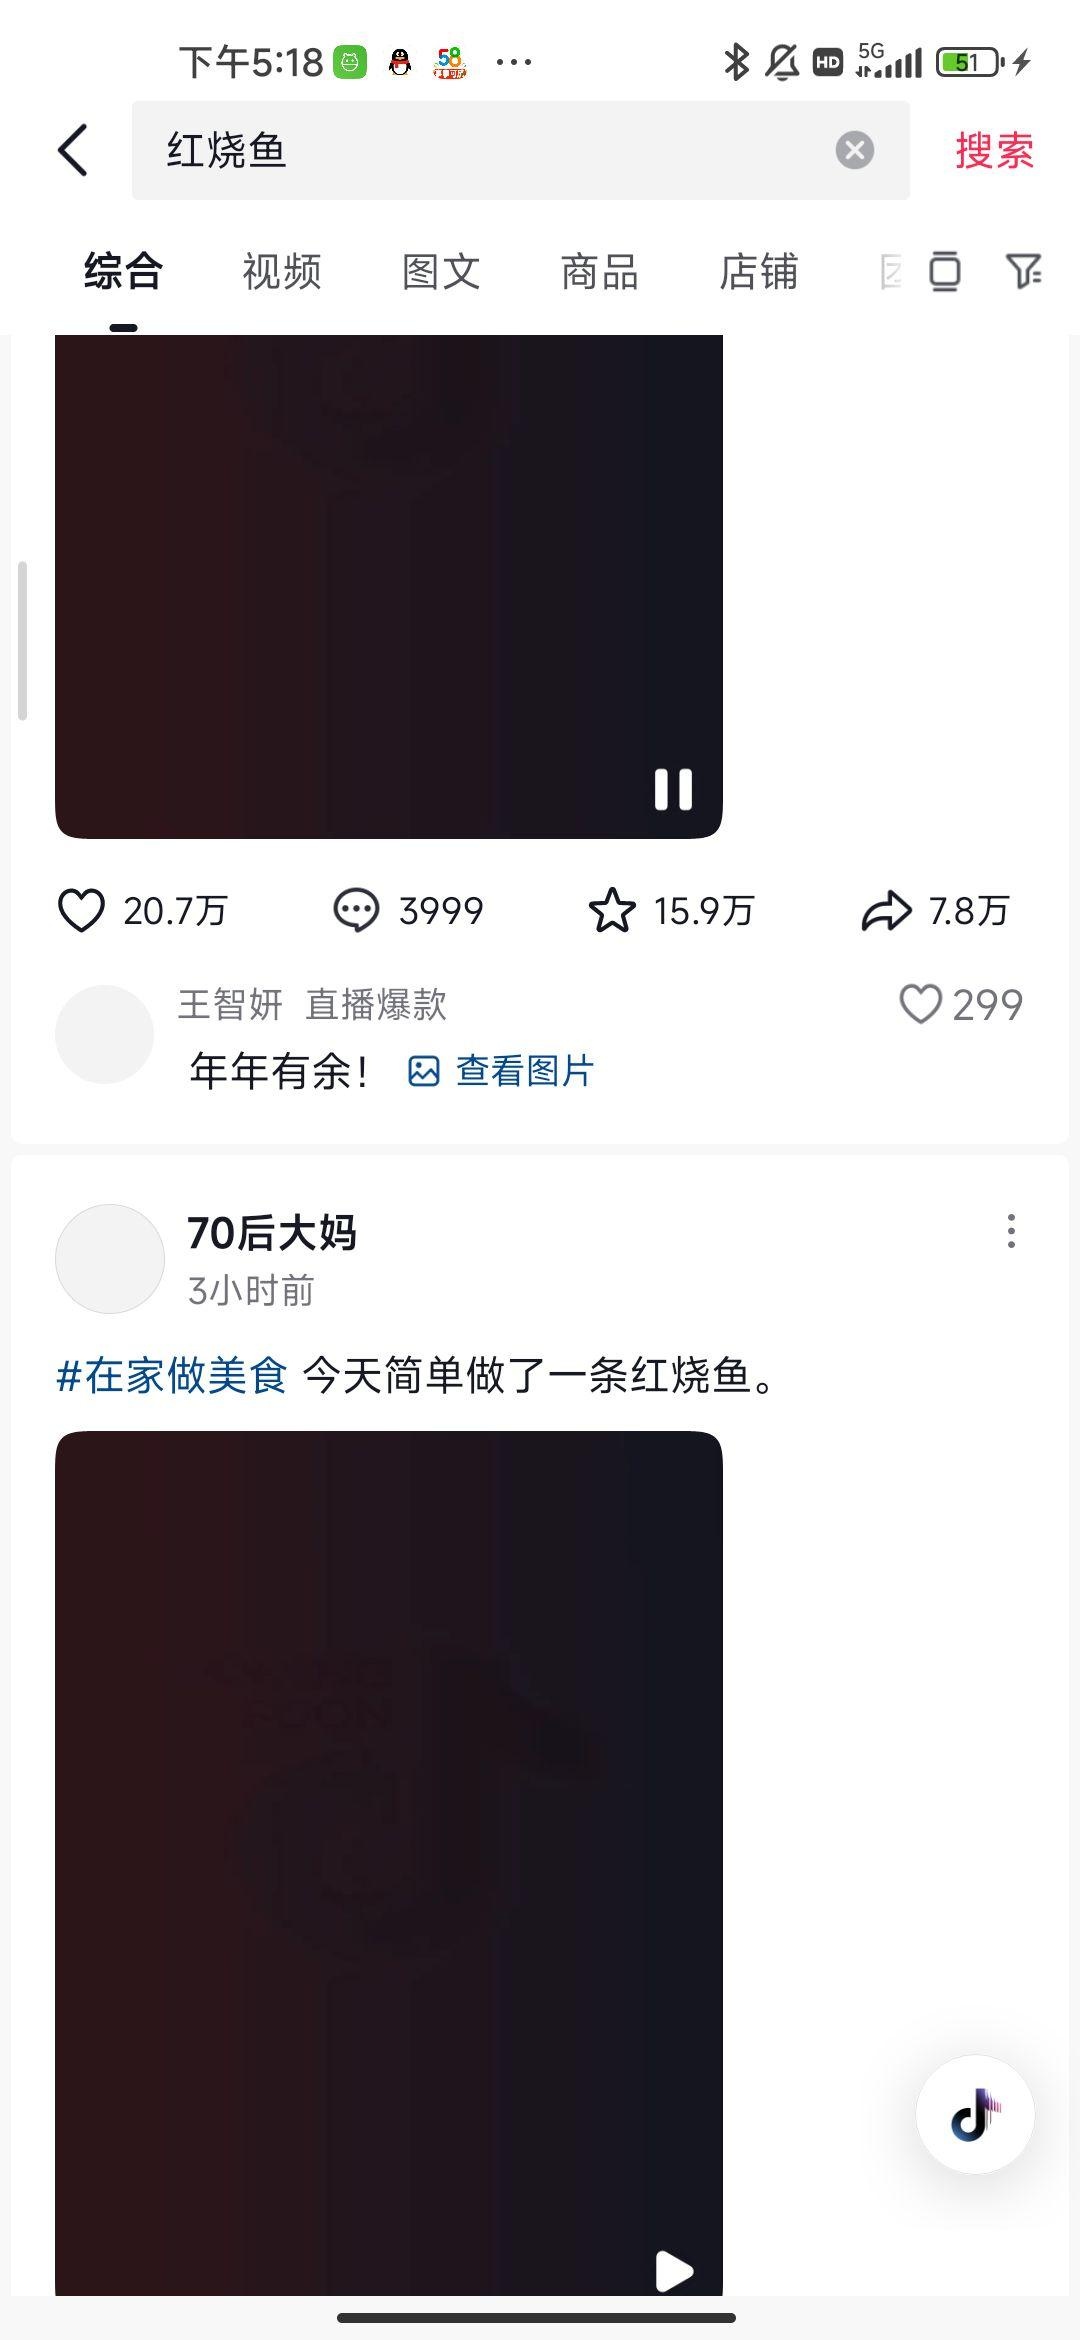 下午5:18 58 ... HD 5G 51
红烧鱼 搜索
综合 视频 图文 商品 店铺
20.7万 3999 15.9万 7.8万
王智妍 直播爆款 299
年年有余! 查看图片
70后大妈
3小时前
#在家做美食 今天简单做了一条红烧鱼。